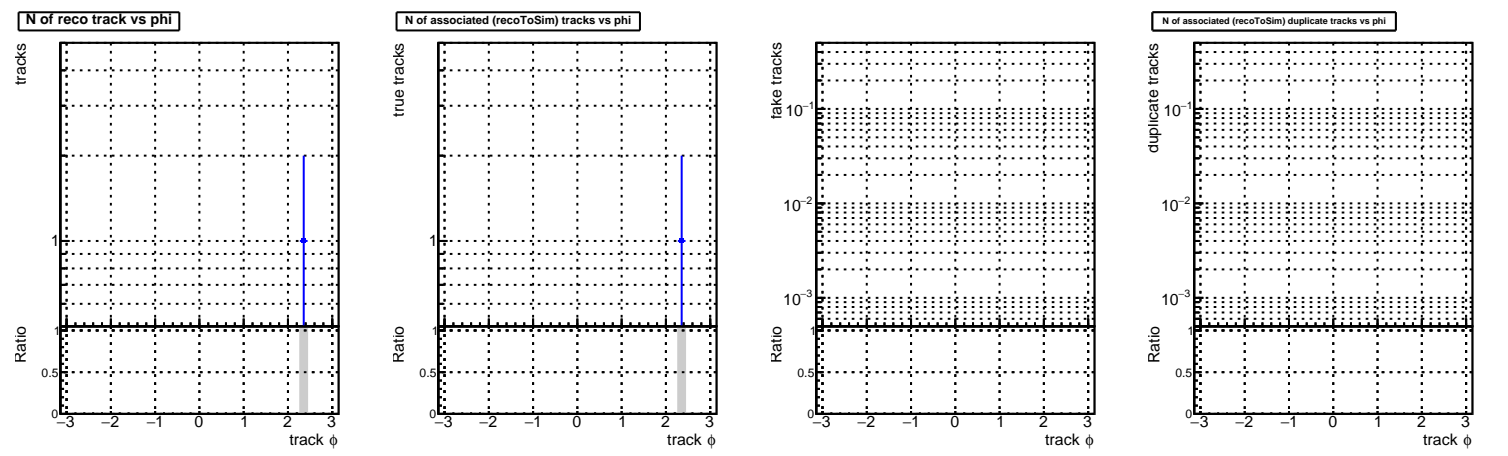 N of reco track vs phi
tracks
1
Ratio
1
0.5
0
−3 −2 −1 0 1 2 3
track ϕ
N of associated (recoToSim) tracks vs phi
true tracks
1
Ratio
1
0.5
0
−3 −2 −1 0 1 2 3
track ϕ
fake tracks
10−1
10−2
10−3
Ratio
1
0.5
0
−3 −2 −1 0 1 2 3
track ϕ
N of associated (recoToSim) duplicate tracks vs phi
duplicate tracks
10−1
10−2
10−3
Ratio
1
0.5
0
−3 −2 −1 0 1 2 3
track ϕ